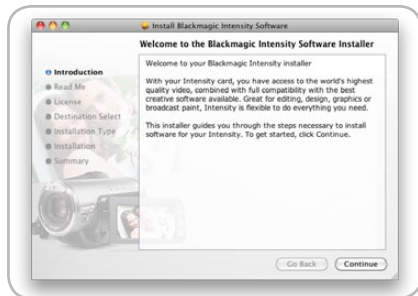 Install Blackmagic Intensity Software
Welcome to the Blackmagic Intensity Software Installer
Introduction
Read Me
License
Destination Select
Installation Type
Installation
Summary
Welcome to your Blackmagic Intensity installer
With your Intensity card, you have access to the world's highest
quality video, combined with full compatibility with the best
creative software available. Great for editing, design, graphics or
broadcast paint, Intensity is flexible to do everything you need.
This installer guides you through the steps necessary to install
software for your Intensity. To get started, click Continue.
Go Back
Continue